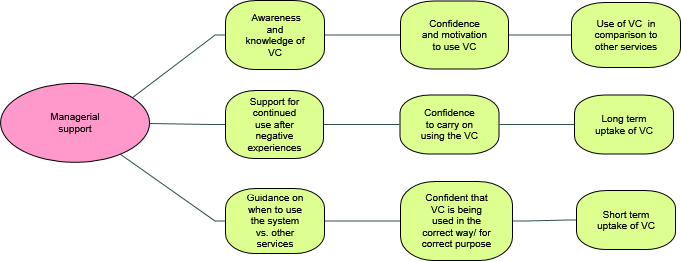 Awareness
and
knowledge of
VC
Confidence
and motivation
to use VC
Use of VC in
comparison to
other services
Managerial
support
Support for
continued
use after
negative
experiences
Confidence
to carry on
using the VC
Long term
uptake of VC
Guidance on
when to use
the system
vs. other
services
Confident that
VC is being
used in the
correct way/ for
correct purpose
Short term
uptake of VC